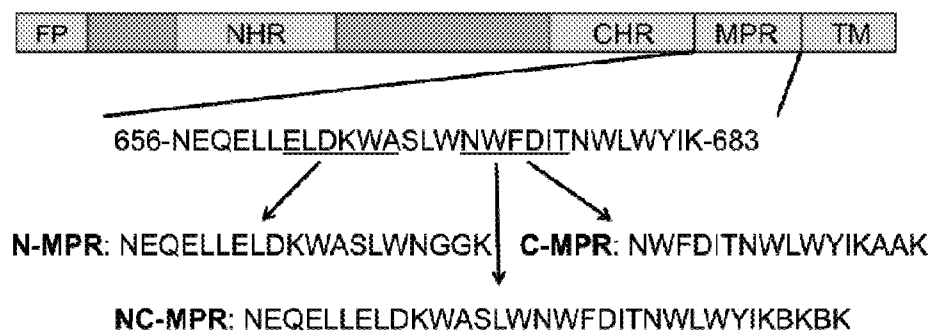 FP NHR CHR MPR TM
656-NEQELLELDKWASLWNWFDITNWLWYIK-683
N-MPR: NEQELLELDKWASLWNGGK C-MPR: NWFDITNWLWYIKAAK
NC-MPR: NEQELLELDKWASLWNWFDITNWLWYIKBKBK